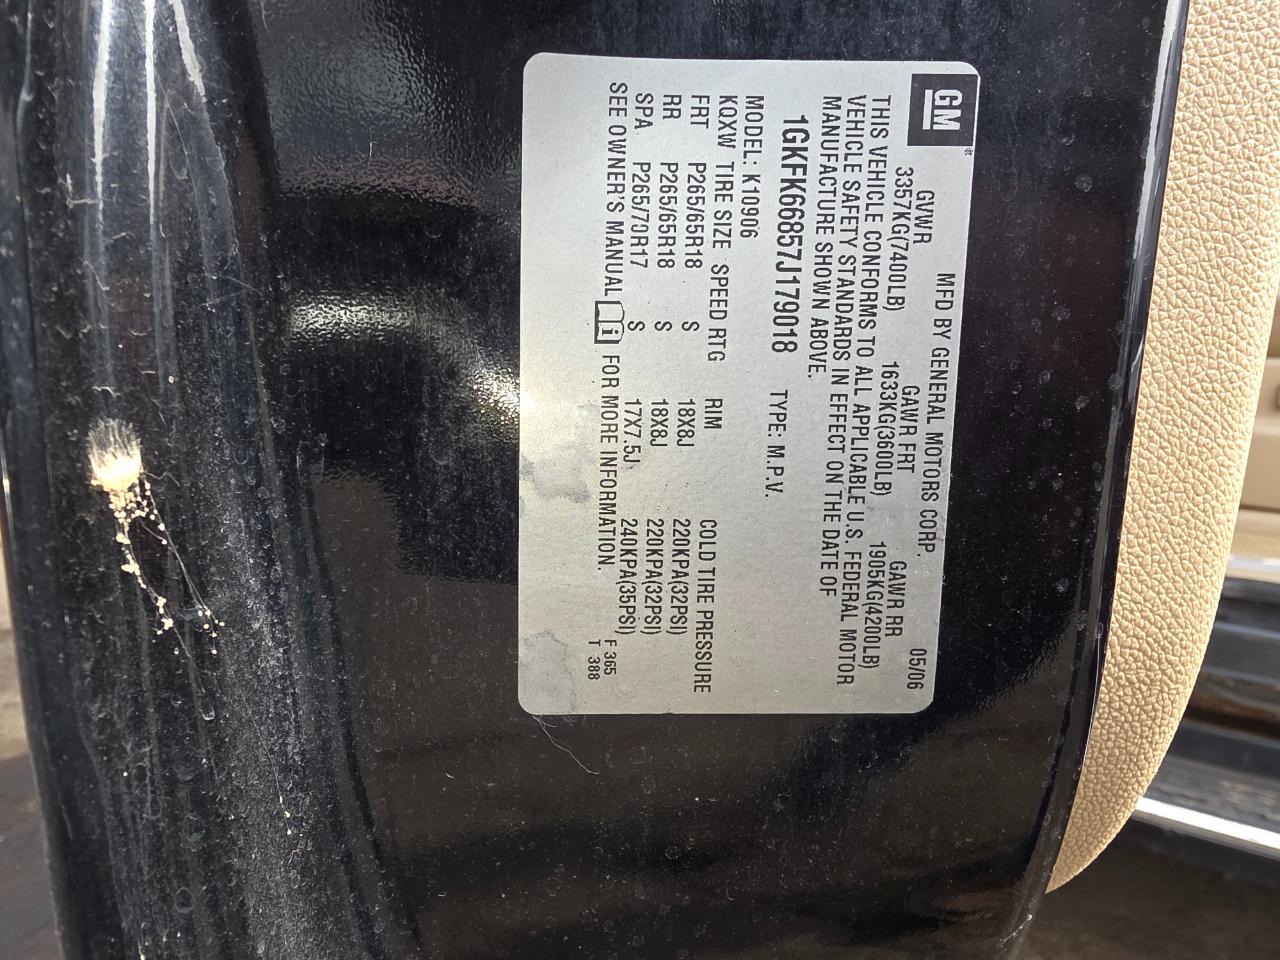 GM
MFD BY GENERAL MOTORS CORP. 05/06
GVWR GAWR FRT GAWR RR
3357KG(7400LB) 1633KG(3600LB) 1905KG(4200LB)
THIS VEHICLE CONFORMS TO ALL APPLICABLE U.S. FEDERAL MOTOR
VEHICLE SAFETY STANDARDS IN EFFECT ON THE DATE OF
MANUFACTURE SHOWN ABOVE.
1GKFK66857J179018 TYPE: M.P.V.
MODEL: K10906
KQXW TIRE SIZE SPEED RTG RIM COLD TIRE PRESSURE
FRT P265/65R18 S 18X8J 220KPA(32PSI)
RR P265/65R18 S 18X8J 220KPA(32PSI)
SPA P265/70R17 S 17X7.5J 240KPA(35PSI)
SEE OWNER'S MANUAL i FOR MORE INFORMATION.
F 365
T 388